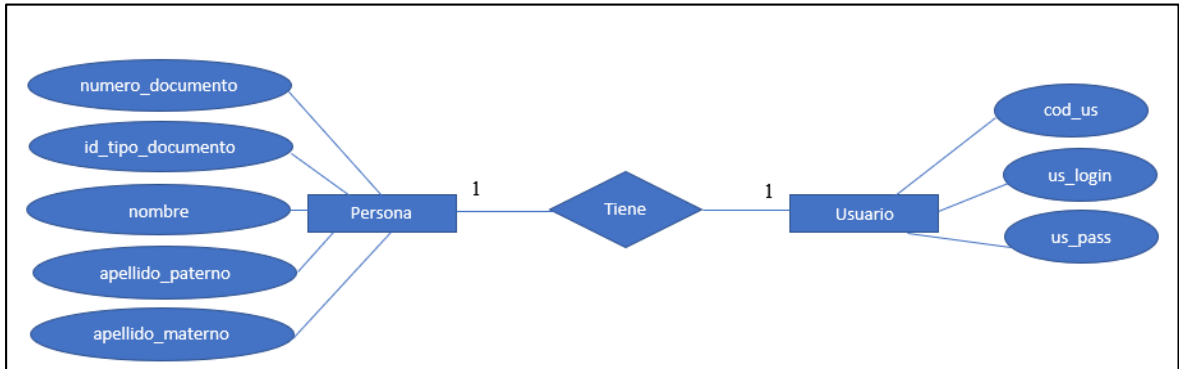 numero_documento
id_tipo_documento
nombre
apellido_paterno
apellido_materno
Persona
1
Tiene
1
Usuario
cod_us
us_login
us_pass